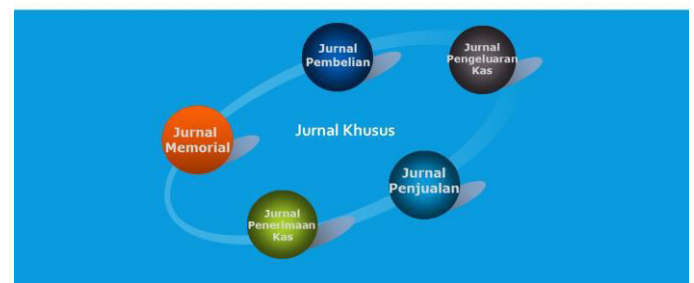 Jurnal
Pembelian
Jurnal
Pengeluaran
Kas
Jurnal Khusus
Jurnal
Memorial
Jurnal
Penjualan
Jurnal
Penerimaan
Kas